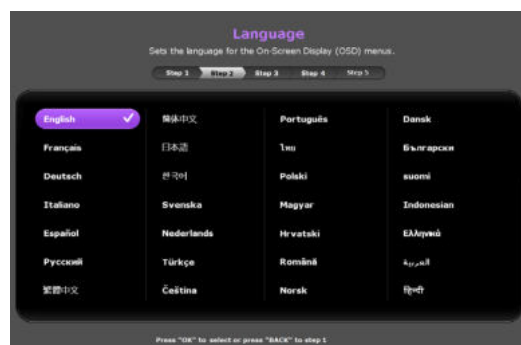 Language
Sets the language for the On-Screen Display (OSD) menus.
Step 1 Step 2 Step 3 Step 4 Step 5
English 簡体中文 Português Dansk
Français 日本語 ไทย Български
Deutsch 한국어 Polski suomi
Italiano Svenska Magyar Indonesian
Español Nederlands Hrvatski Ελληνικά
Русский Türkçe Română العربية
繁體中文 Čeština Norsk हिन्दी
Press "OK" to select or press "BACK" to step 1